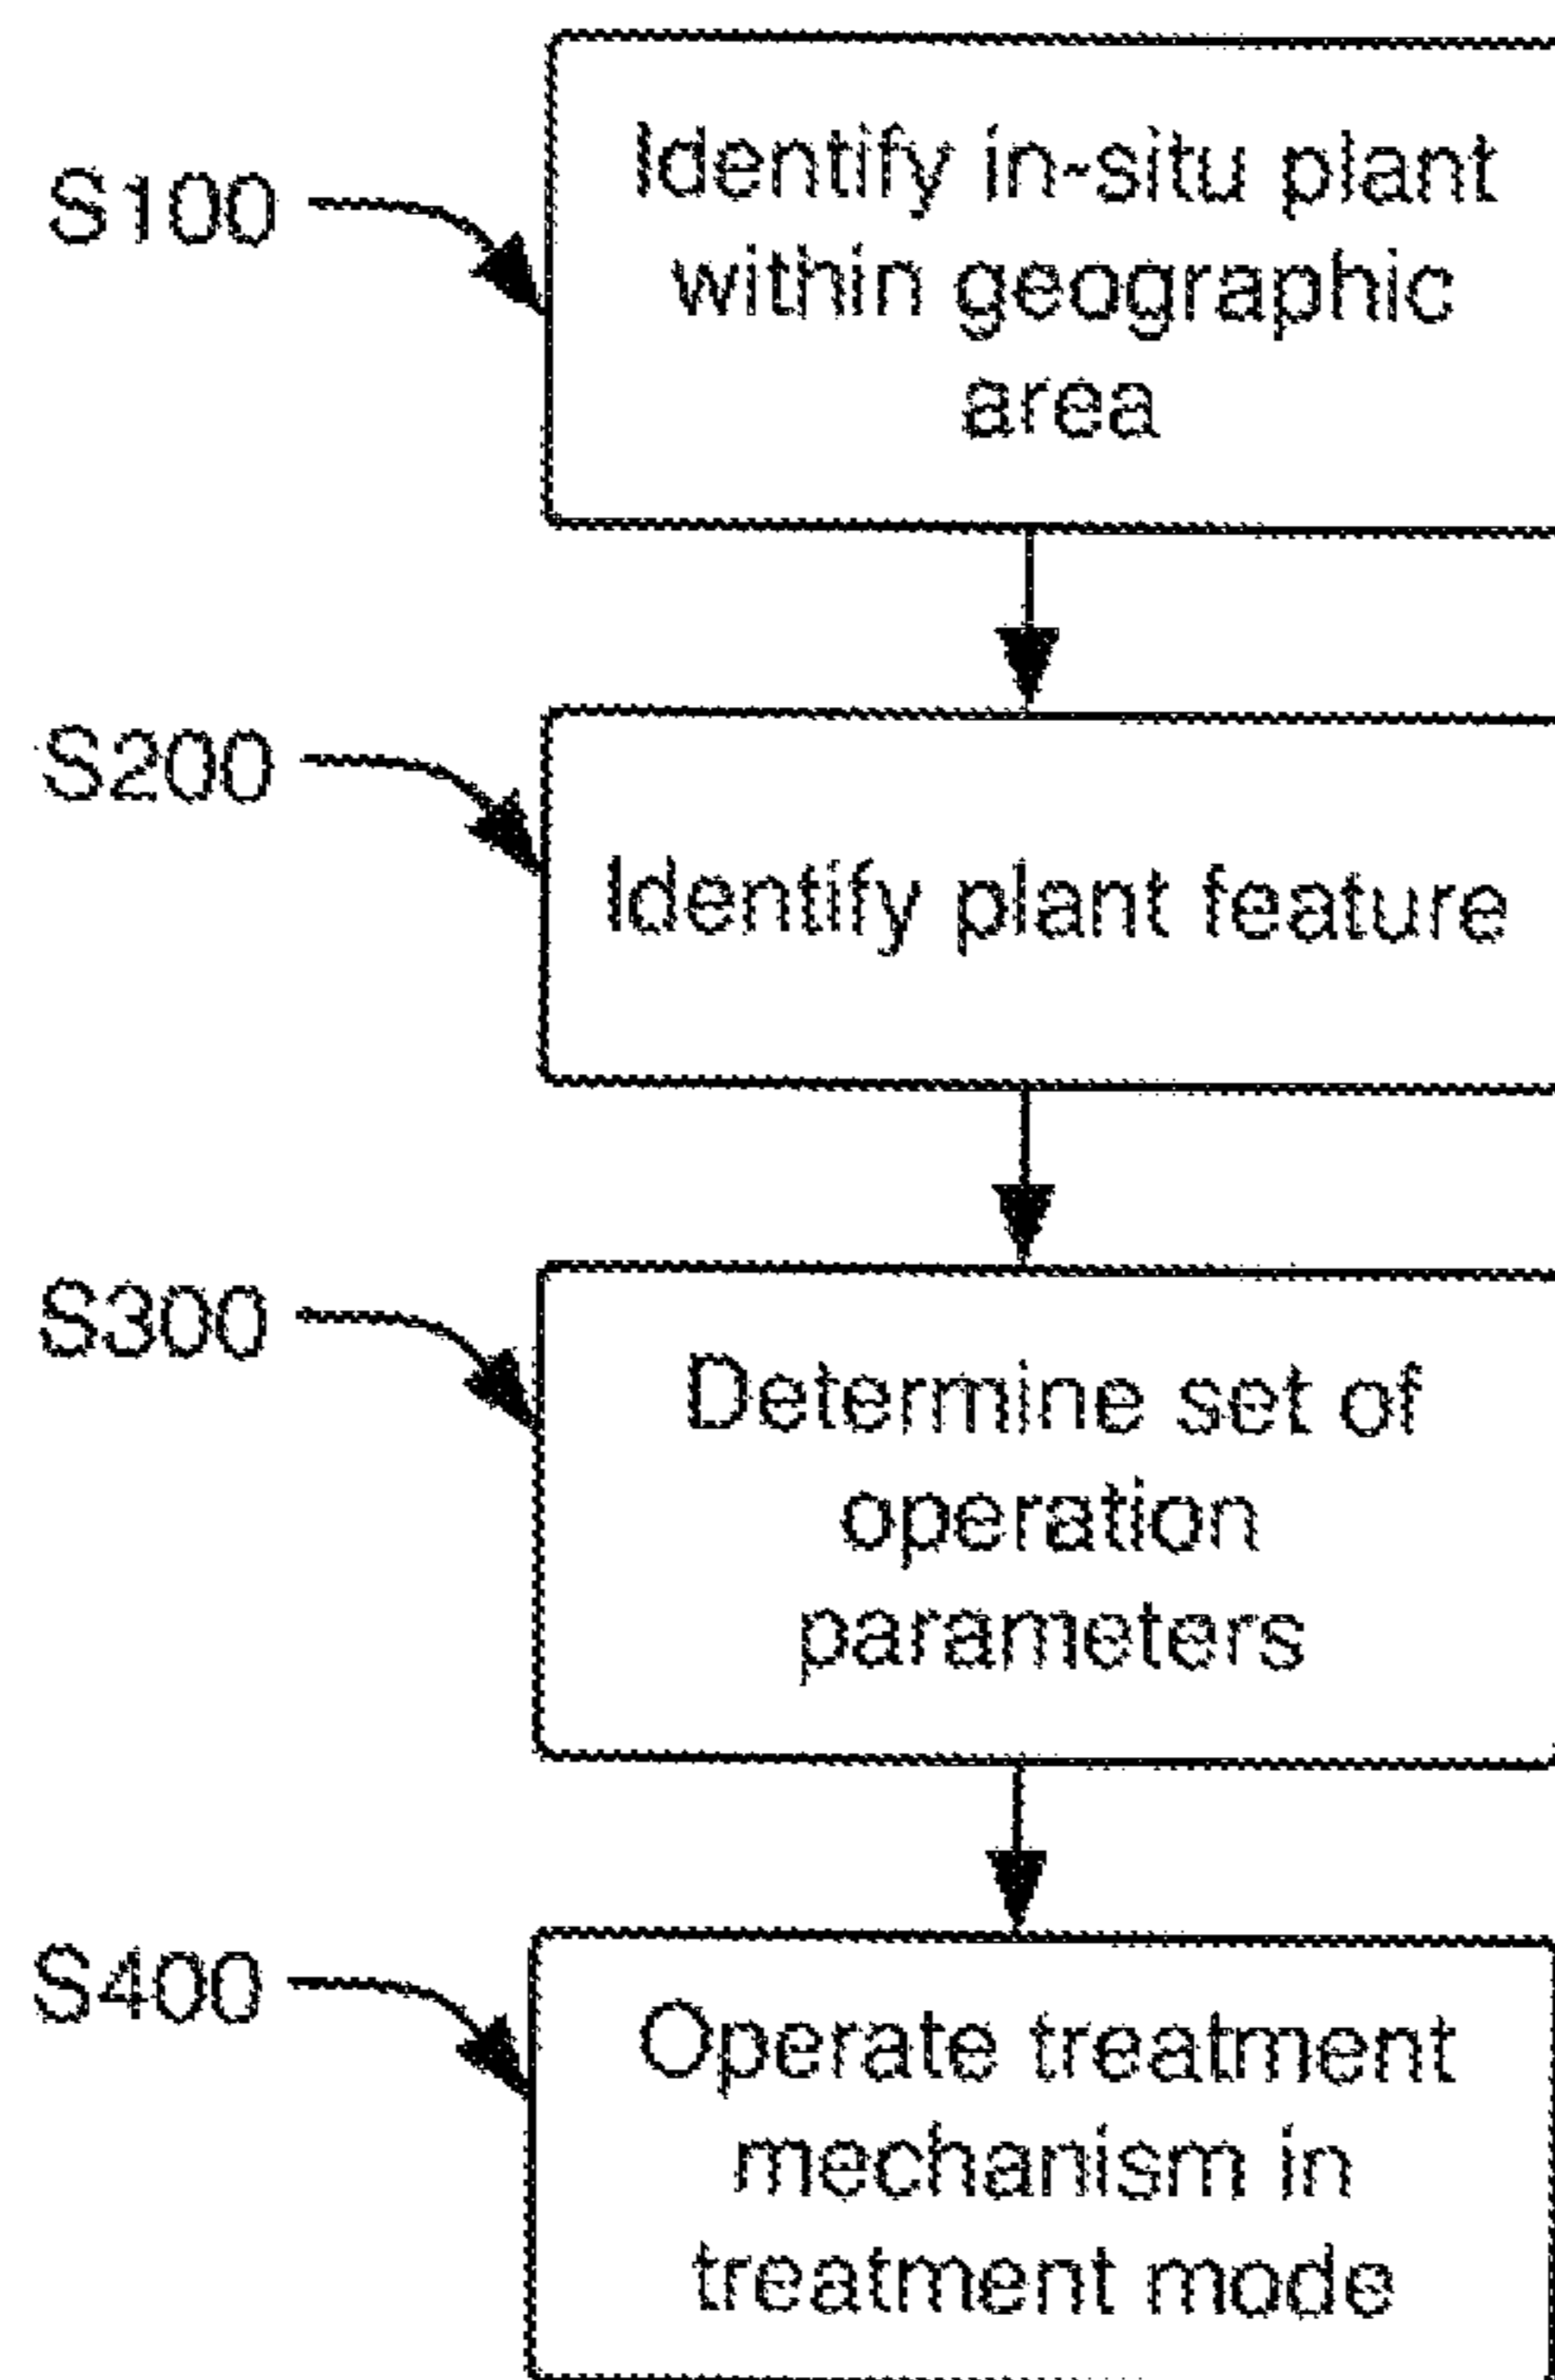 S100
Identify in-situ plant
within geographic
area
S200
Identify plant feature
S300
Determine set of
operation
parameters
S400
Operate treatment
mechanism in
treatment mode